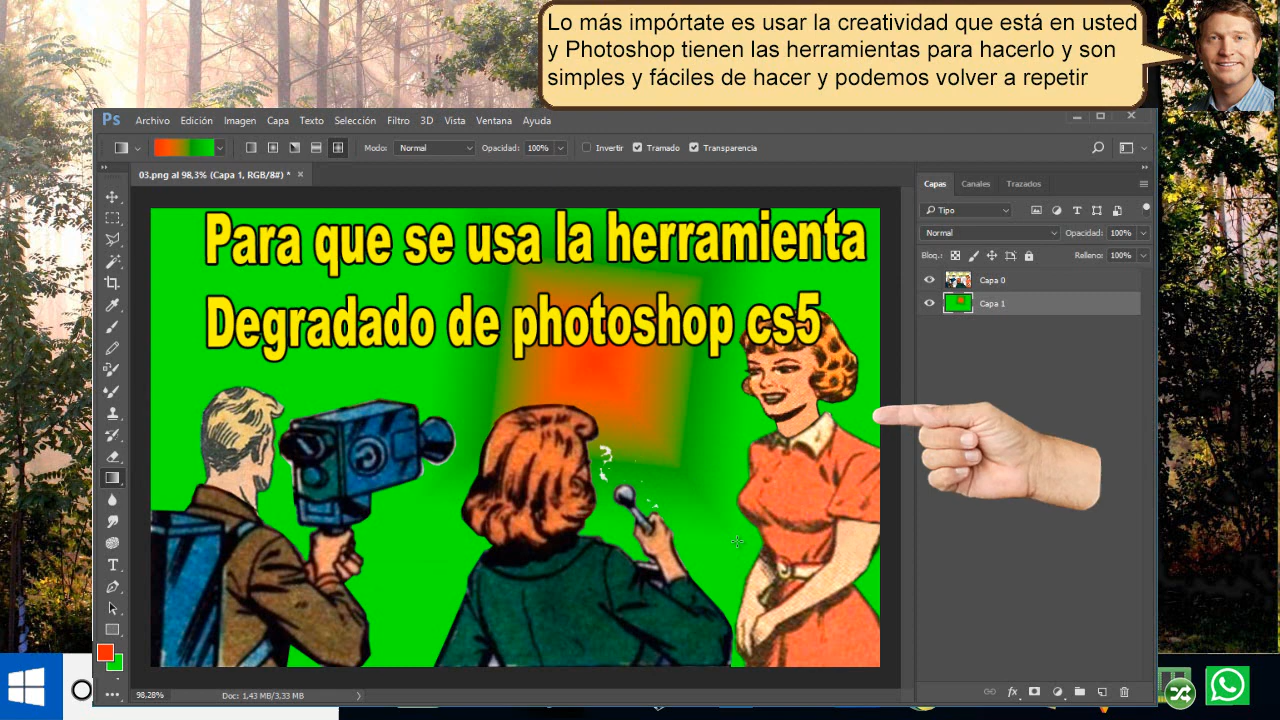 Lo más impórtate es usar la creatividad que está en usted
y Photoshop tienen las herramientas para hacerlo y son
simples y fáciles de hacer y podemos volver a repetir
Ps Archivo Edición Imagen Capa Texto Selección Filtro 3D Vista Ventana Ayuda
Modo: Normal Opacidad: 100% Invertir Tramado Transparencia
03.png al 98,3% (Capa 1, RGB/8#) * ×
Capas Canales Trazados
Tipo
Normal Opacidad: 100%
Bloq.: Relleno: 100%
Capa 0
Capa 1
Para que se usa la herramienta
Degradado de photoshop cs5
T
98,28% Doc: 1,43 MB/3,33 MB
fx
O